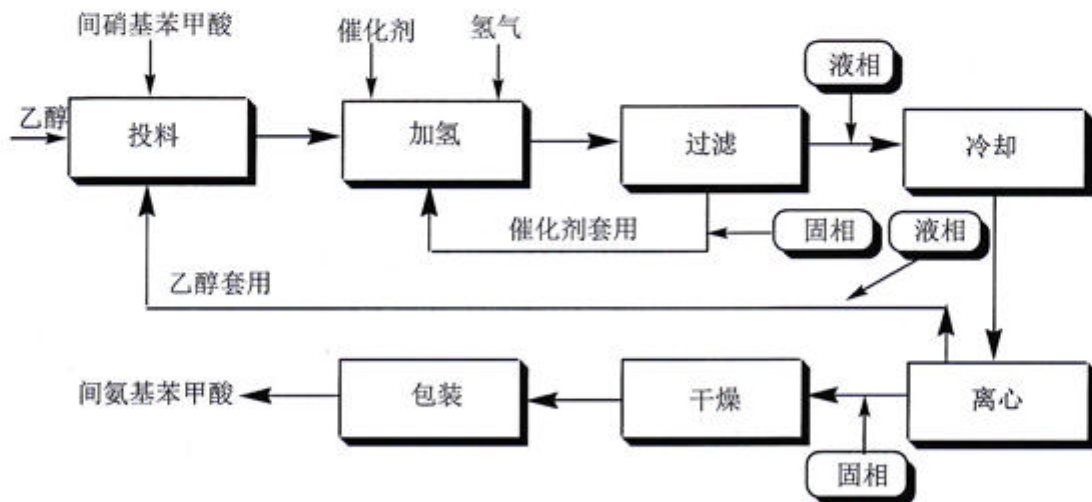 间硝基苯甲酸
催化剂
氢气
液相
乙醇
投料
加氢
过滤
冷却
催化剂套用
固相
液相
乙醇套用
间氨基苯甲酸
包装
干燥
离心
固相